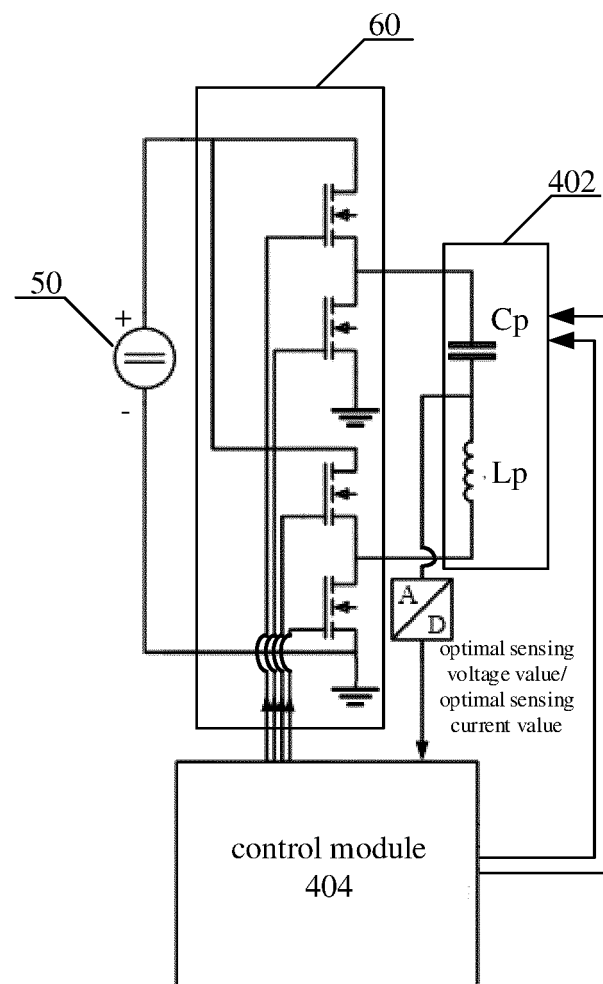 60
402
50
+
-
Cp
Lp
A
D
optimal sensing
voltage value/
optimal sensing
current value
control module
404